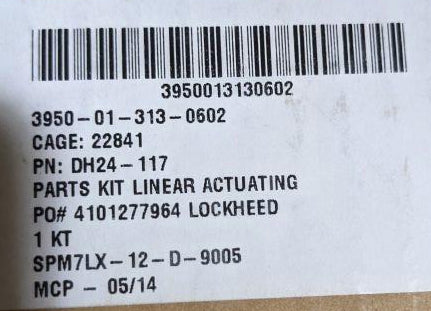 3950013130602
3950-01-313-0602
CAGE: 22841
PN: DH24-117
PARTS KIT LINEAR ACTUATING
PO# 4101277964 LOCKHEED
1 KT
SPM7LX-12-D-9005
MCP - 05/14